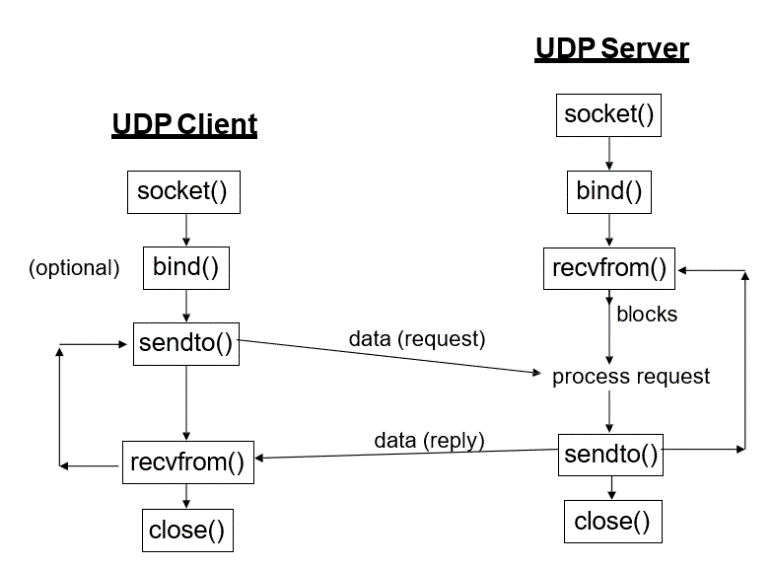 UDP Server
socket()
bind()
recvfrom()
blocks
process request
sendto()
close()
UDP Client
socket()
(optional) bind()
sendto()
recvfrom()
close()
data (request)
data (reply)